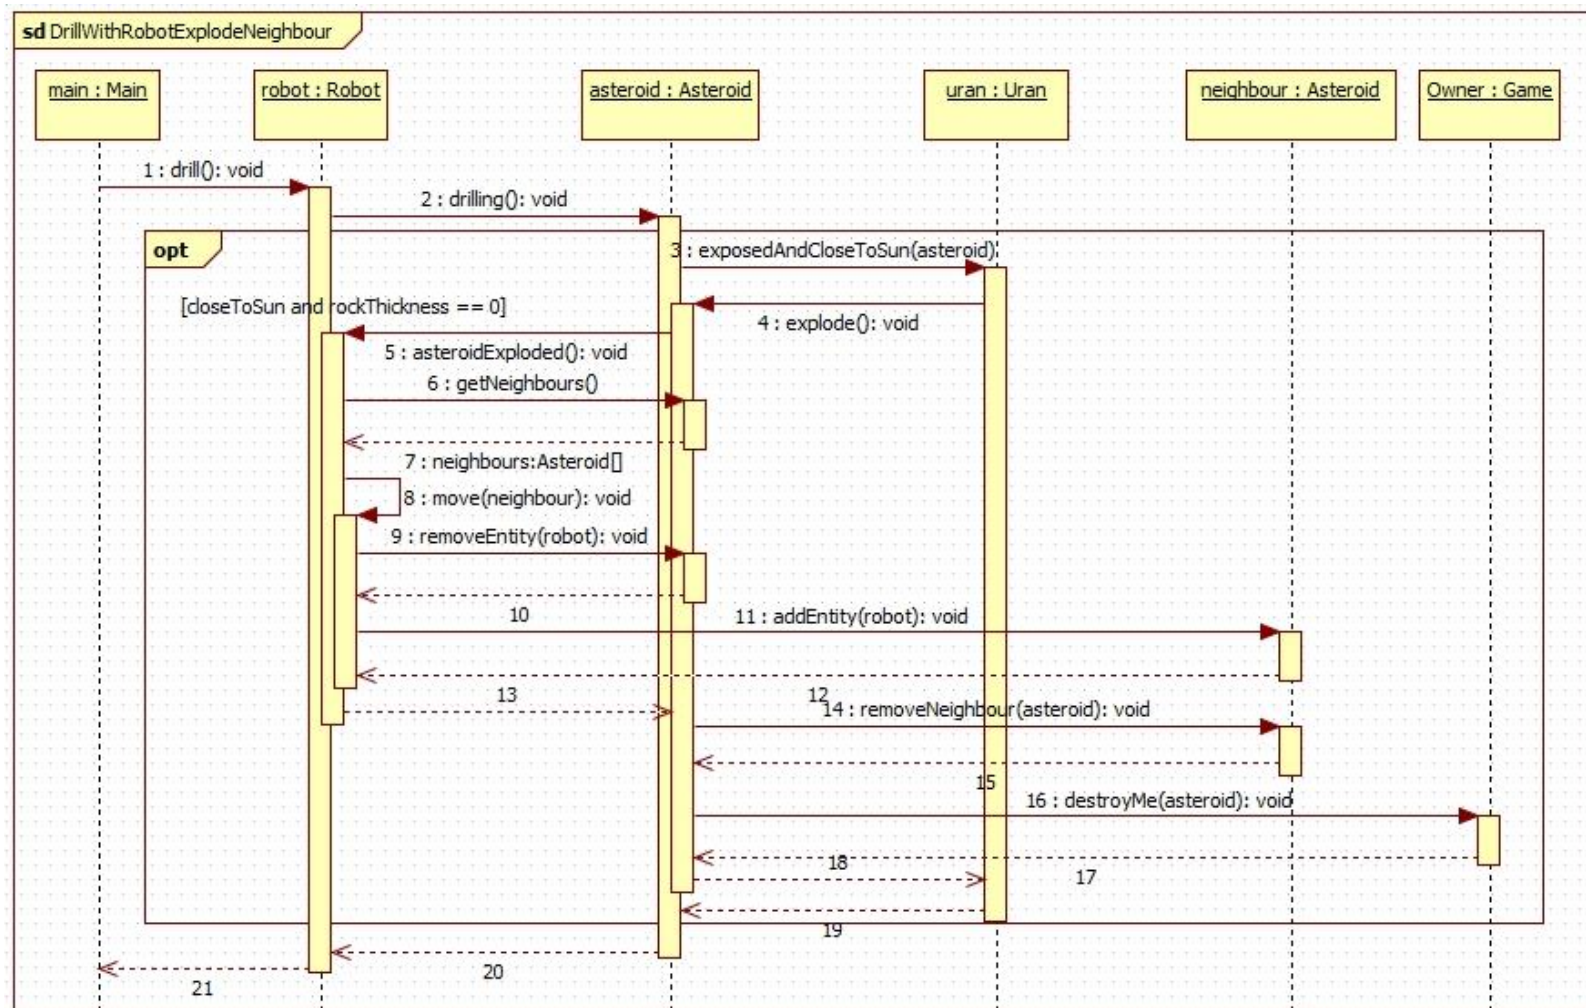 sd DrillWithRobotExplodeNeighbour
main : Main
robot : Robot
asteroid : Asteroid
uran : Uran
neighbour : Asteroid
Owner : Game
1 : drill(): void
2 : drilling(): void
opt
3 : exposedAndCloseToSun(asteroid)
[closeToSun and rockThickness == 0]
4 : explode(): void
5 : asteroidExploded(): void
6 : getNeighbours()
7 : neighbours:Asteroid[]
8 : move(neighbour): void
9 : removeEntity(robot): void
10
11 : addEntity(robot): void
13
12
14 : removeNeighbour(asteroid): void
15
16 : destroyMe(asteroid): void
18
17
19
20
21